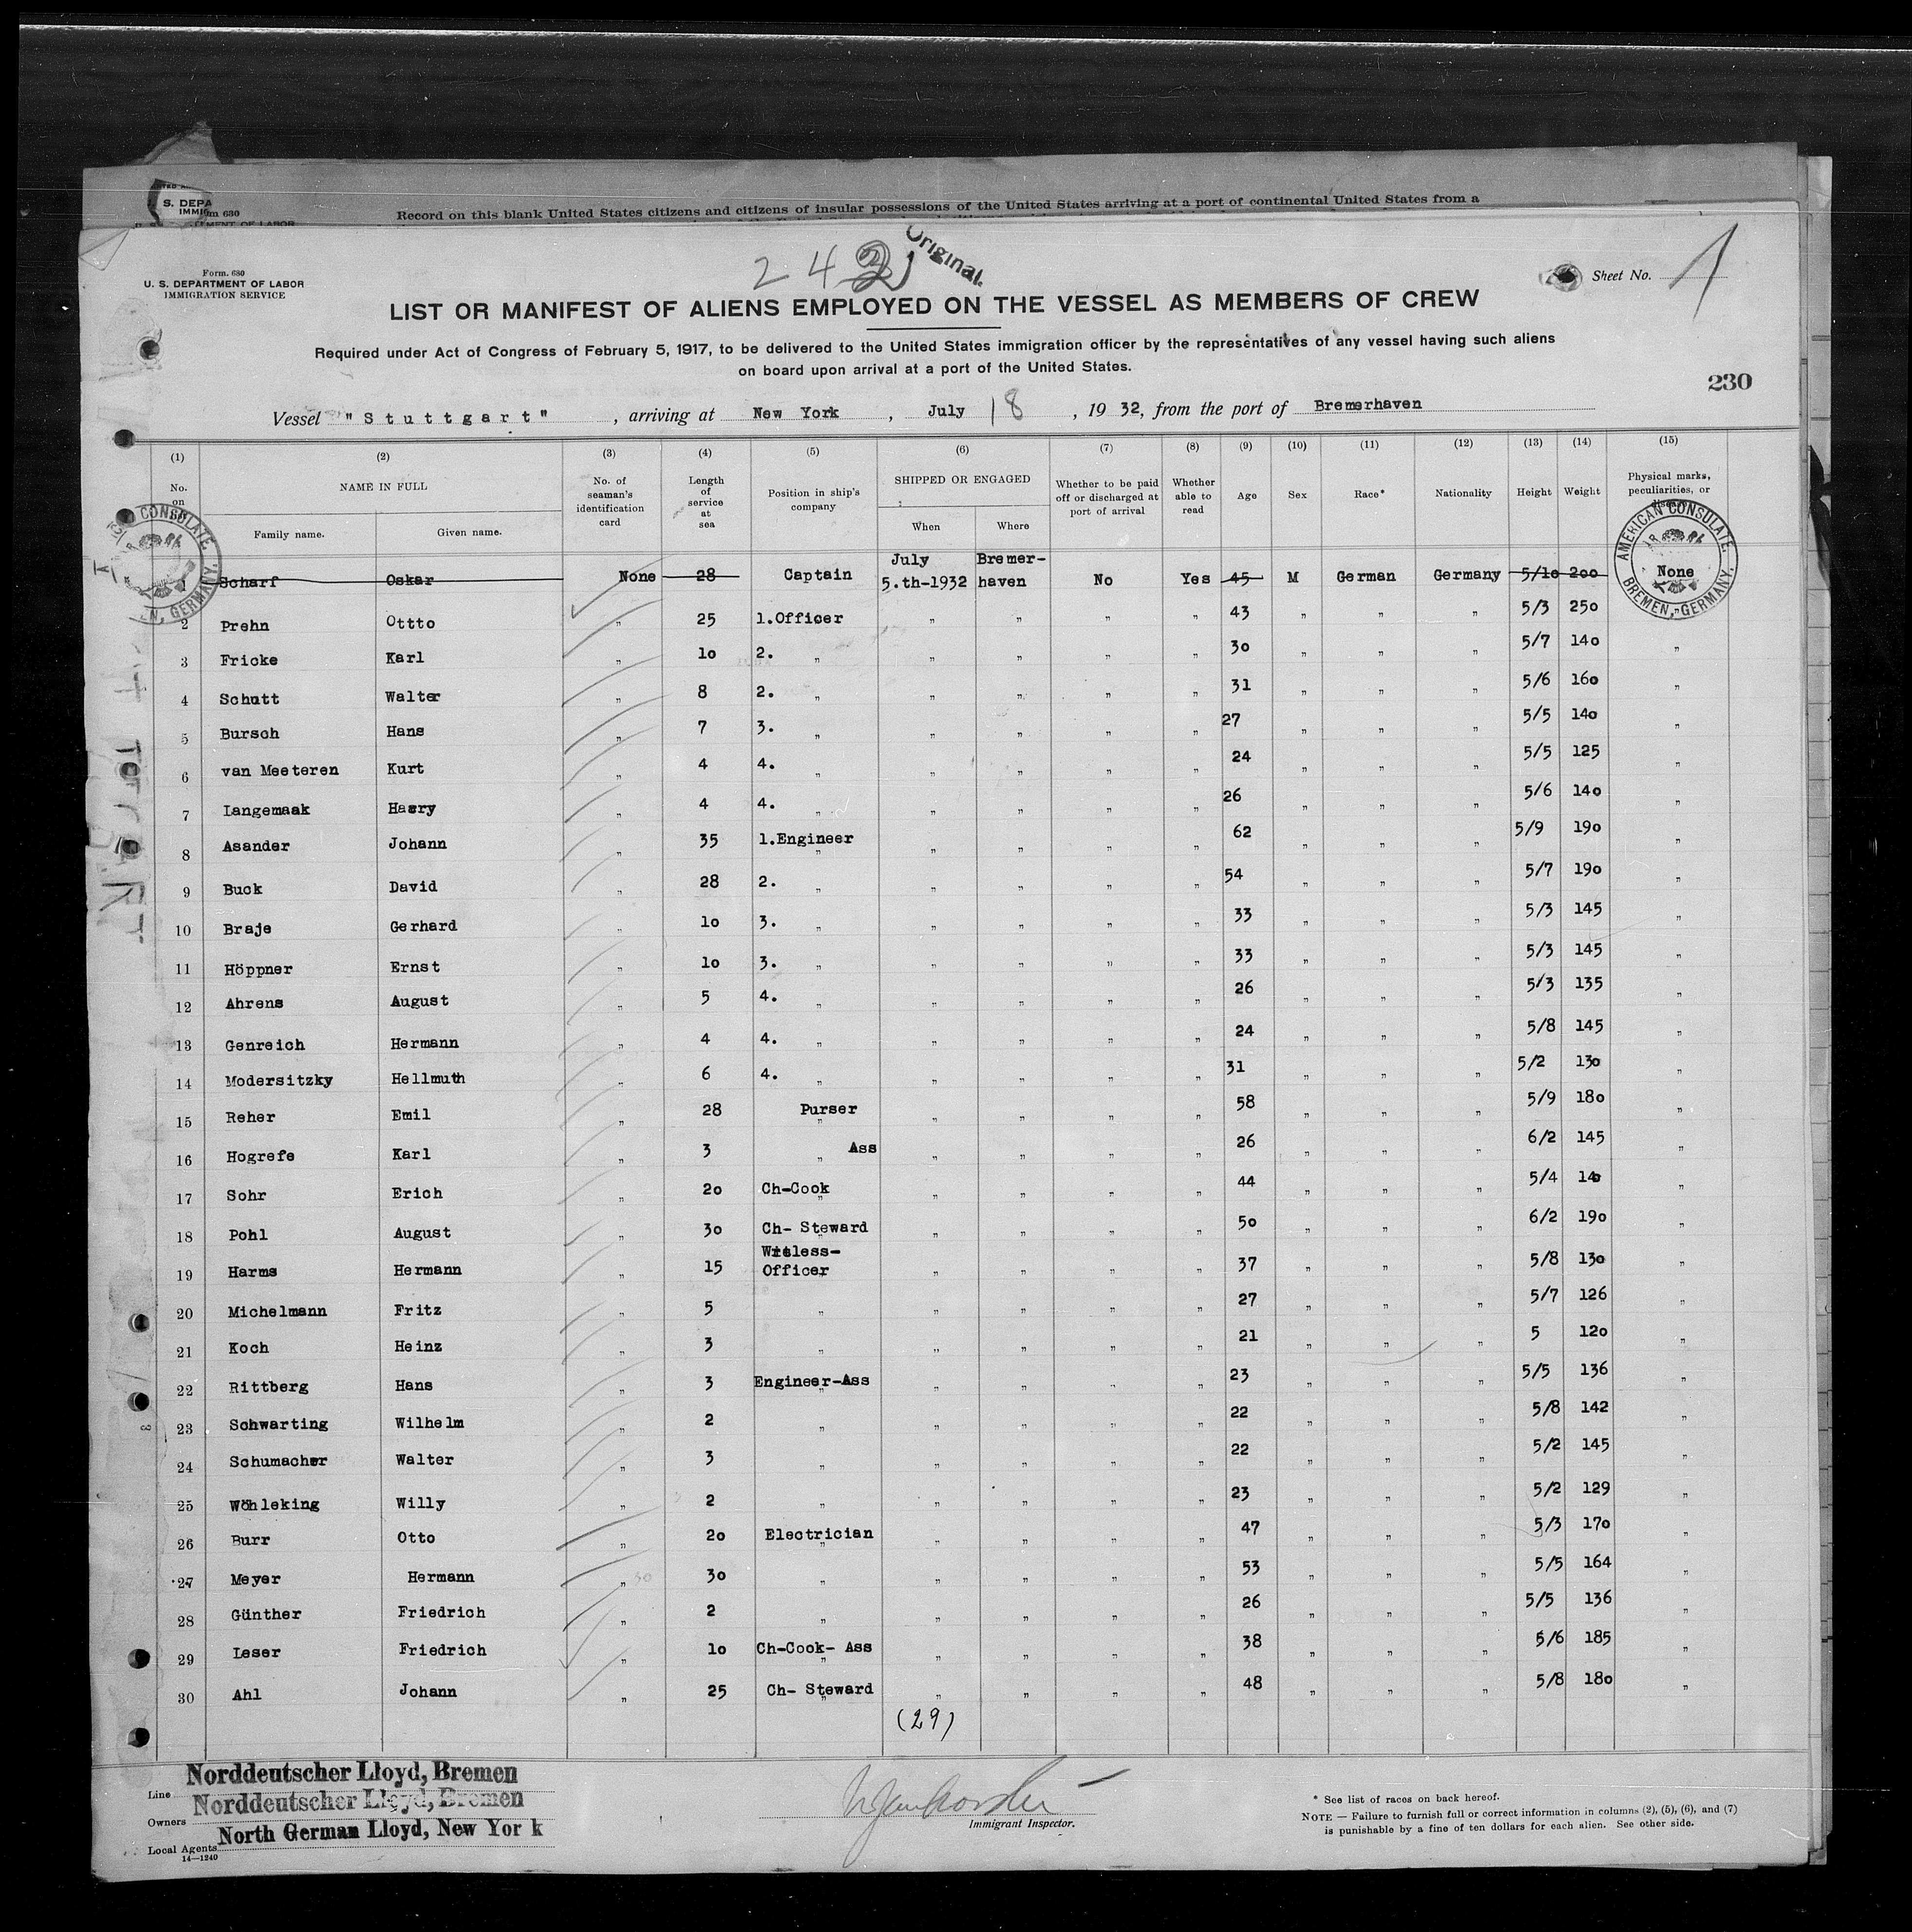 S. DEPA
IMMIG
rm 630
Record on this blank United States citizens and citizens of insular possessions of the United States arriving at a port of continental United States from a
Original.
Form. 680
U. S. DEPARTMENT OF LABOR
IMMIGRATION SERVICE
Sheet No. 1
LIST OR MANIFEST OF ALIENS EMPLOYED ON THE VESSEL AS MEMBERS OF CREW
Required under Act of Congress of February 5, 1917, to be delivered to the United States immigration officer by the representatives of any vessel having such aliens
on board upon arrival at a port of the United States.
230
Vessel "Stuttgart", arriving at New York, July 18, 1932, from the port of Bremerhaven
(1) (2) (3) (4) (5) (6) (7) (8) (9) (10) (11) (12) (13) (14) (15)
No. on
NAME IN FULL
Family name. Given name.
No. of seaman's identification card
Length of service at sea
Position in ship's company
SHIPPED OR ENGAGED
When Where
Whether to be paid off or discharged at port of arrival
Whether able to read
Age
Sex
Race*
Nationality
Height
Weight
Physical marks, peculiarities, or
AMERICAN CONSULATE, BREMEN, GERMANY.
1 Scharf Oskar None 28 Captain July 5.th-1932 Bremer-haven No Yes 45 M German Germany 5/10 200 None
2 Prehn Ottto " 25 1.Officer " " " " 43 " " " 5/3 250 "
3 Fricke Karl " 10 2. " " " " " 30 " " " 5/7 140 "
4 Schutt Walter " 8 2. " " " " " 31 " " " 5/6 160 "
5 Bursch Hans " 7 3. " " " " " 27 " " " 5/5 140 "
6 van Meeteren Kurt " 4 4. " " " " " 24 " " " 5/5 125 "
7 Langemaak Harry " 4 4. " " " " " 26 " " " 5/6 140 "
8 Asander Johann " 35 1.Engineer " " " " 62 " " " 5/9 190 "
9 Buck David " 28 2. " " " " " 54 " " " 5/7 190 "
10 Braje Gerhard " 10 3. " " " " " 33 " " " 5/3 145 "
11 Höppner Ernst " 10 3. " " " " " 33 " " " 5/3 145 "
12 Ahrens August " 5 4. " " " " " 26 " " " 5/3 135 "
13 Genreich Hermann " 4 4. " " " " " 24 " " " 5/8 145 "
14 Modersitzky Hellmuth " 6 4. " " " " " 31 " " " 5/2 130 "
15 Reher Emil " 28 Purser " " " " 58 " " " 5/9 180 "
16 Hogrefe Karl " 3 " Ass " " " " 26 " " " 6/2 145 "
17 Sohr Erich " 20 Ch-Cook " " " " 44 " " " 5/4 140 "
18 Pohl August " 30 Ch- Steward " " " " 50 " " " 6/2 190 "
19 Harms Hermann " 15 Wireless-Officer " " " " 37 " " " 5/8 130 "
20 Michelmann Fritz " 5 " " " " " 27 " " " 5/7 126 "
21 Koch Heinz " 3 " " " " " 21 " " " 5 120 "
22 Rittberg Hans " 3 Engineer-Ass " " " " 23 " " " 5/5 136 "
23 Schwarting Wilhelm " 2 " " " " " 22 " " " 5/8 142 "
24 Schumacher Walter " 3 " " " " " 22 " " " 5/2 145 "
25 Wöhleking Willy " 2 " " " " " 23 " " " 5/2 129 "
26 Burr Otto " 20 Electrician " " " " 47 " " " 5/3 170 "
27 Meyer Hermann " 30 " " " " " 53 " " " 5/5 164 "
28 Günther Friedrich " 2 " " " " " 26 " " " 5/5 136 "
29 Leser Friedrich " 10 Ch-Cook- Ass " " " " 38 " " " 5/6 185 "
30 Ahl Johann " 25 Ch- Steward " " " " 48 " " " 5/8 180 "
(29)
Line Norddeutscher Lloyd, Bremen
Owners Norddeutscher Lloyd, Bremen
Local Agents North German Lloyd, New York
14—1240
Immigrant Inspector.
* See list of races on back hereof.
NOTE — Failure to furnish full or correct information in columns (2), (5), (6), and (7)
is punishable by a fine of ten dollars for each alien. See other side.